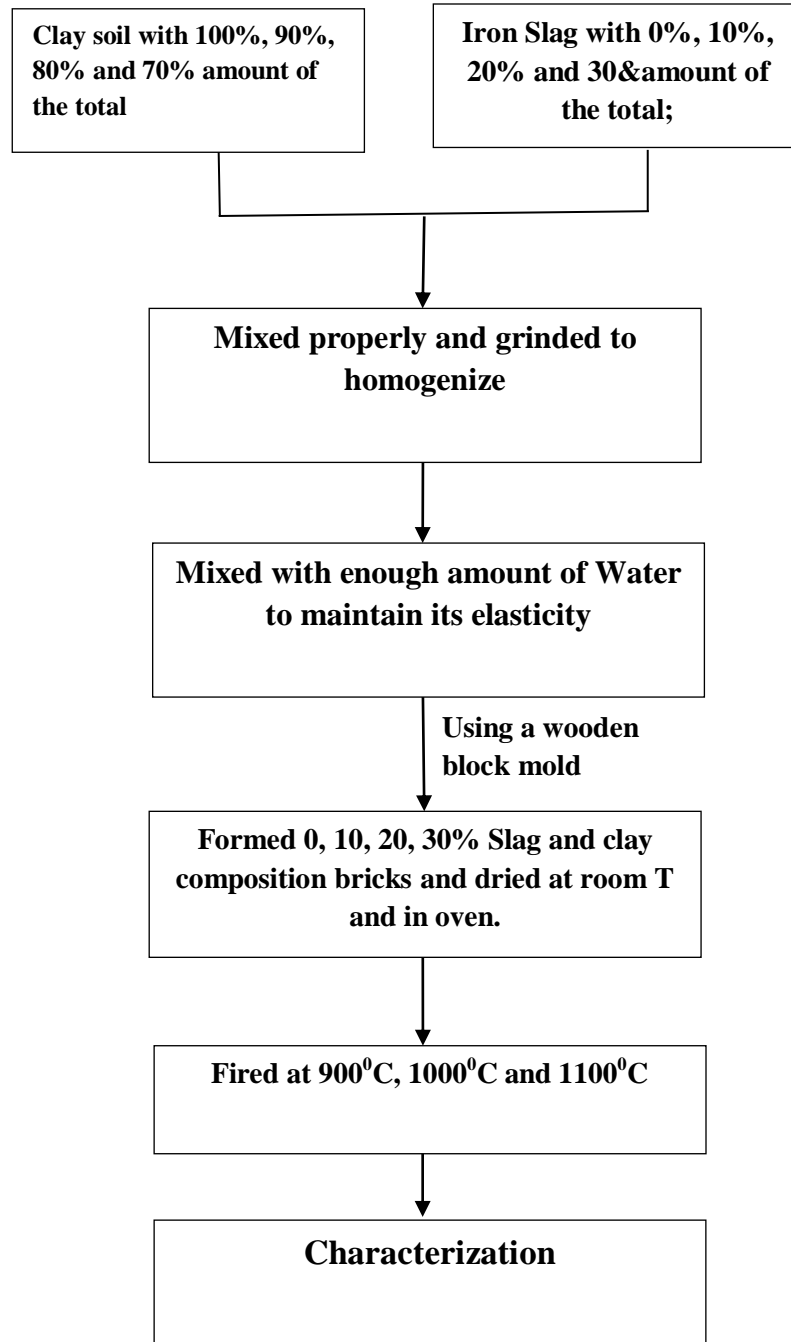 Clay soil with 100%, 90%,
80% and 70% amount of
the total
Iron Slag with 0%, 10%,
20% and 30&amount of
the total;
Mixed properly and grinded to
homogenize
Mixed with enough amount of Water
to maintain its elasticity
Using a wooden
block mold
Formed 0, 10, 20, 30% Slag and clay
composition bricks and dried at room T
and in oven.
Fired at 900⁰C, 1000⁰C and 1100⁰C
Characterization